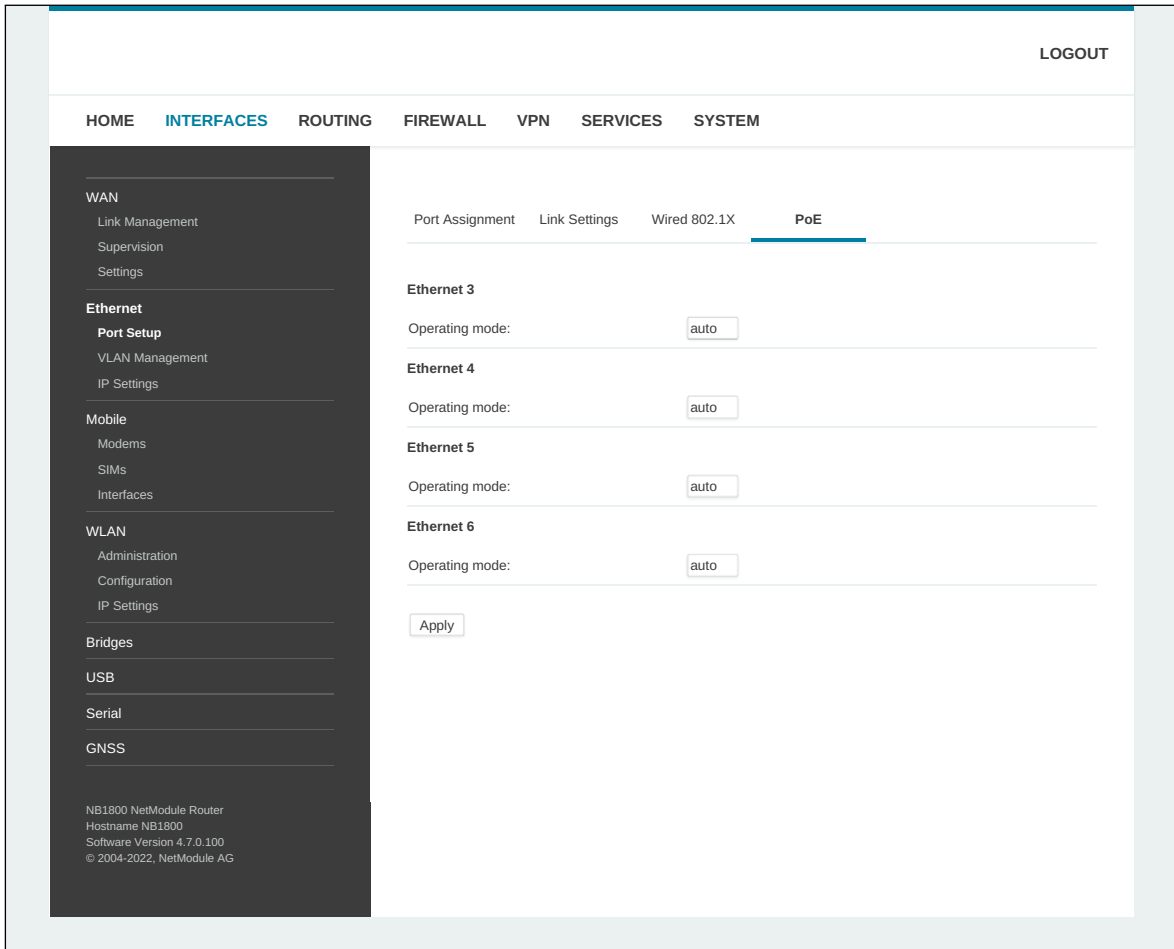 LOGOUT
HOME INTERFACES ROUTING FIREWALL VPN SERVICES SYSTEM
WAN
Link Management
Supervision
Settings
Ethernet
Port Setup
VLAN Management
IP Settings
Mobile
Modems
SIMs
Interfaces
WLAN
Administration
Configuration
IP Settings
Bridges
USB
Serial
GNSS
NB1800 NetModule Router
Hostname NB1800
Software Version 4.7.0.100
© 2004-2022, NetModule AG
Port Assignment Link Settings Wired 802.1X PoE
Ethernet 3
Operating mode: auto
Ethernet 4
Operating mode: auto
Ethernet 5
Operating mode: auto
Ethernet 6
Operating mode: auto
Apply